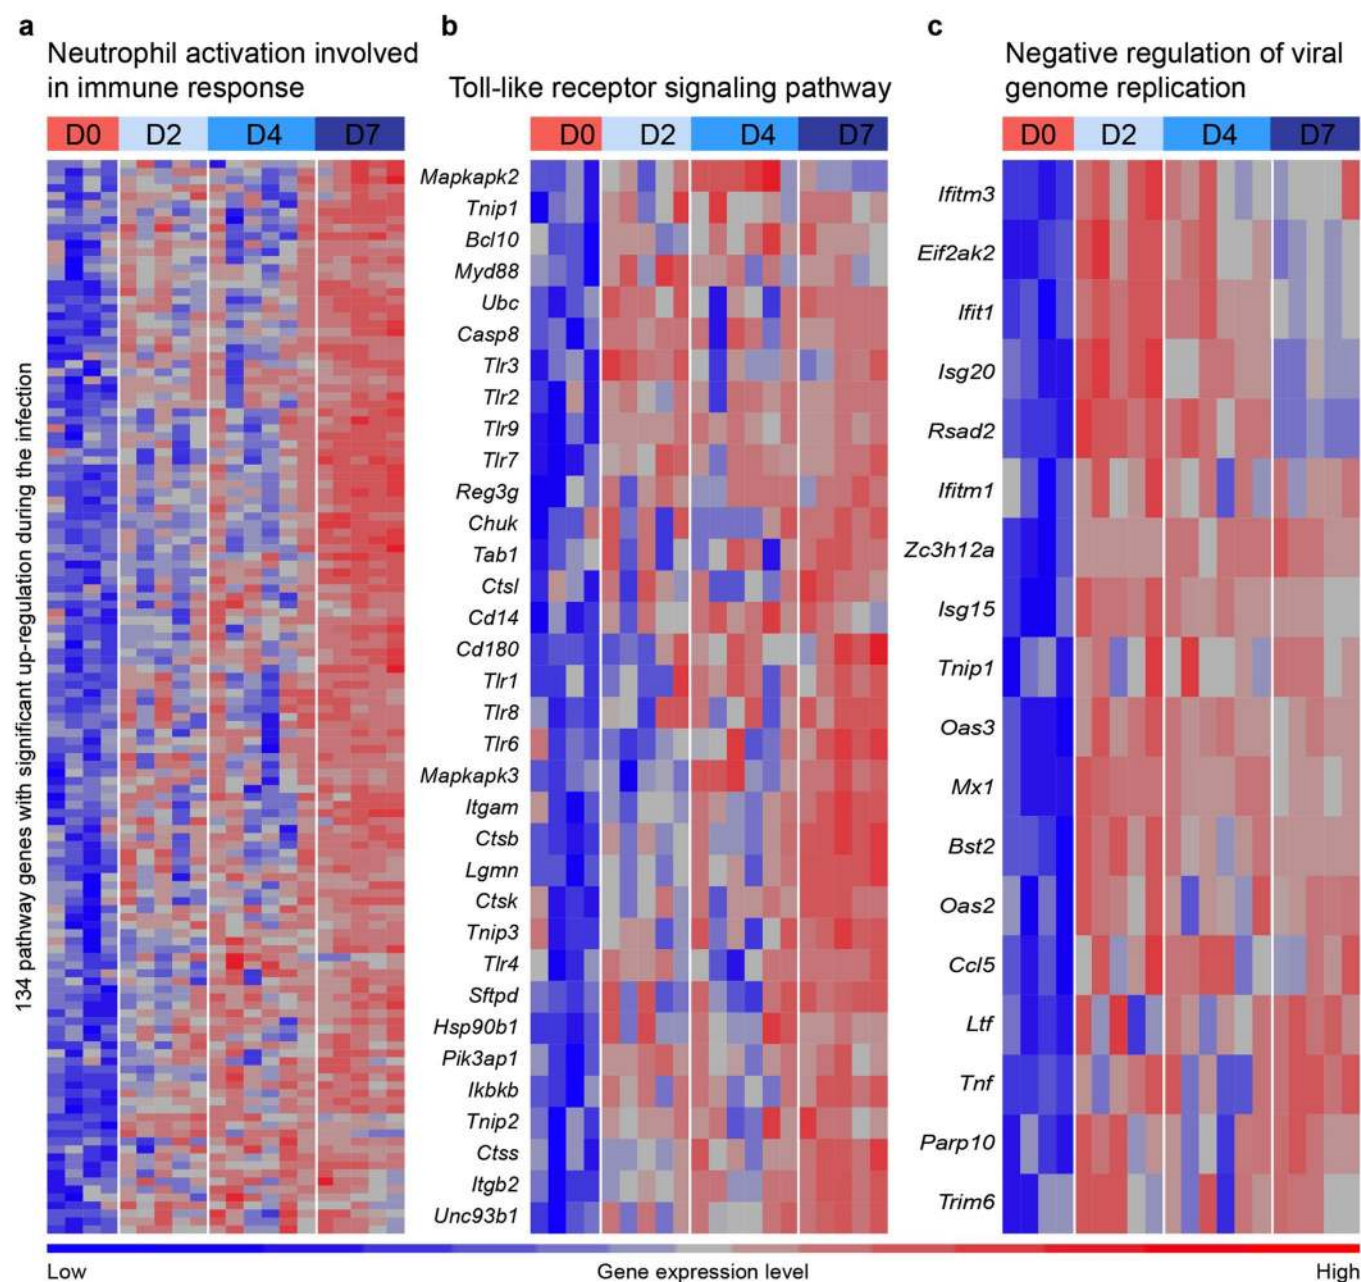 a
Neutrophil activation involved
in immune response
D0 D2 D4 D7
134 pathway genes with significant up-regulation during the infection
b
Toll-like receptor signaling pathway
D0 D2 D4 D7
Mapkapk2
Tnip1
Bcl10
Myd88
Ubc
Casp8
Tlr3
Tlr2
Tlr9
Tlr7
Reg3g
Chuk
Tab1
Ctsl
Cd14
Cd180
Tlr1
Tlr8
Tlr6
Mapkapk3
Itgam
Ctsb
Lgmn
Ctsk
Tnip3
Tlr4
Sftpd
Hsp90b1
Pik3ap1
Ikbkb
Tnip2
Ctss
Itgb2
Unc93b1
c
Negative regulation of viral
genome replication
D0 D2 D4 D7
Ifitm3
Eif2ak2
Ifit1
Isg20
Rsad2
Ifitm1
Zc3h12a
Isg15
Tnip1
Oas3
Mx1
Bst2
Oas2
Ccl5
Ltf
Tnf
Parp10
Trim6
Low Gene expression level High